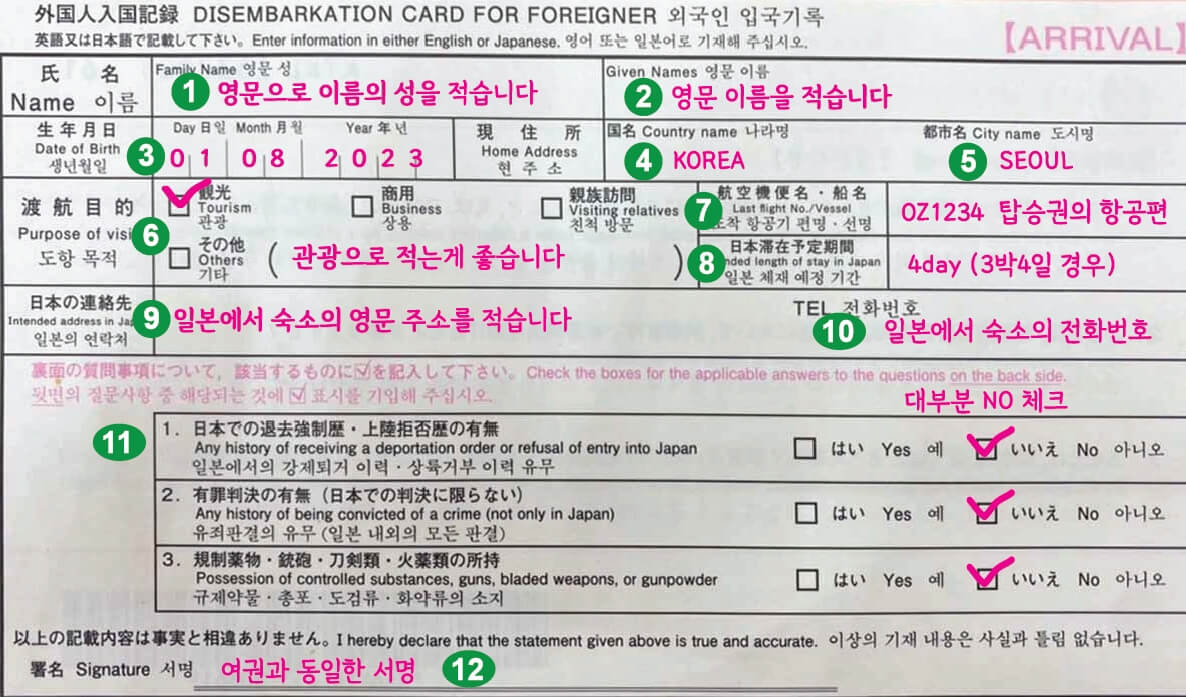 外国人入国記録 DISEMBARKATION CARD FOR FOREIGNER 외국인 입국기록
英語又は日本語で記載して下さい。Enter information in either English or Japanese. 영어 또는 일본어로 기재해 주십시오.
【ARRIVAL】
氏 名
Name 이름
Family Name 영문 성
1 영문으로 이름의 성을 적습니다
Given Names 영문 이름
2 영문 이름을 적습니다
生年月日
Date of Birth
생년월일
Day 日 일 Month 月 월 Year 年 년
3 01 08 2023
現住所
Home Address
현주소
国名 Country name 나라명
4 KOREA
都市名 City name 도시명
5 SEOUL
渡航目的
Purpose of visi
도항 목적
6
観光
Tourism
관광
商用
Business
상용
親族訪問
Visiting relatives
친척 방문
その他
Others
기타
( 관광으로 적는게 좋습니다 )
7 航空機便名・船名
Last flight No./Vessel
도착 항공기 편명・선명
OZ1234 탑승권의 항공편
8 日本滞在予定期間
nded length of stay in Japan
일본 체재 예정 기간
4day (3박4일 경우)
日本の連絡先
Intended address in Jap
일본의 연락처
9 일본에서 숙소의 영문 주소를 적습니다
TEL 전화번호
10 일본에서 숙소의 전화번호
裏面の質問事項について、該当するものに☑を記入して下さい。Check the boxes for the applicable answers to the questions on the back side.
뒷면의 질문사항 중 해당되는 것에 ☑ 표시를 기입해 주십시오.
대부분 NO 체크
11
1. 日本での退去強制歴・上陸拒否歴の有無
Any history of receiving a deportation order or refusal of entry into Japan
일본에서의 강제퇴거 이력・상륙거부 이력 유무
はい Yes 예 いいえ No 아니오
2. 有罪判決の有無（日本での判決に限らない）
Any history of being convicted of a crime (not only in Japan)
유죄판결의 유무 (일본 내외의 모든 판결)
はい Yes 예 いいえ No 아니오
3. 規制薬物・銃砲・刀剣類・火薬類の所持
Possession of controlled substances, guns, bladed weapons, or gunpowder
규제약물・총포・도검류・화약류의 소지
はい Yes 예 いいえ No 아니오
以上の記載内容は事実と相違ありません。I hereby declare that the statement given above is true and accurate. 이상의 기재 내용은 사실과 틀림 없습니다.
署名 Signature 서명 여권과 동일한 서명 12